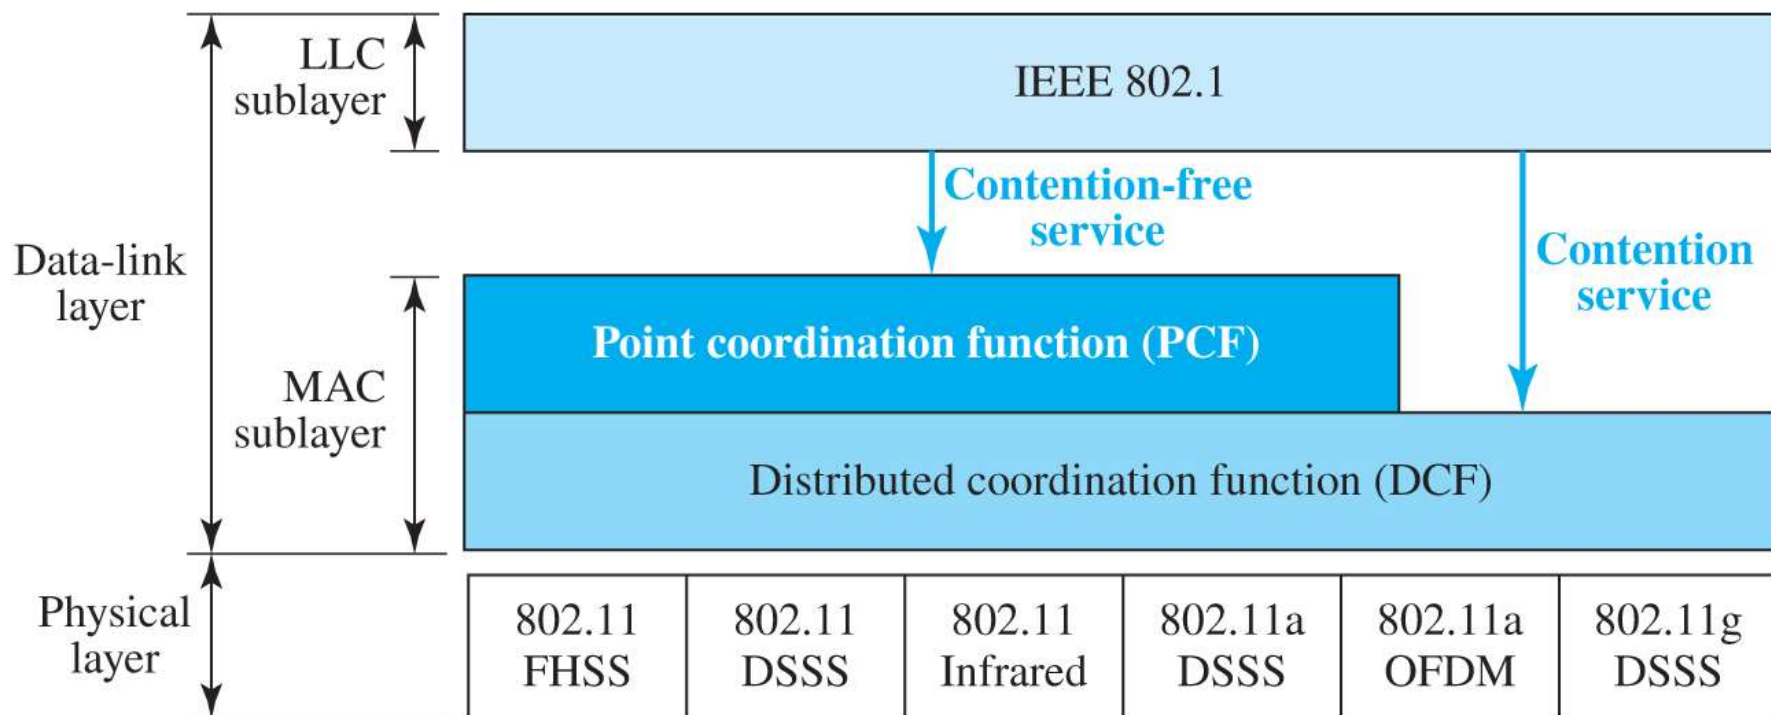 LLC
sublayer
IEEE 802.1
Contention-free
service
Contention
service
Data-link
layer
MAC
sublayer
Point coordination function (PCF)
Distributed coordination function (DCF)
Physical
layer
802.11
FHSS
802.11
DSSS
802.11
Infrared
802.11a
DSSS
802.11a
OFDM
802.11g
DSSS